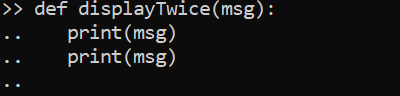 >> def displayTwice(msg):
..    print(msg)
..    print(msg)
..